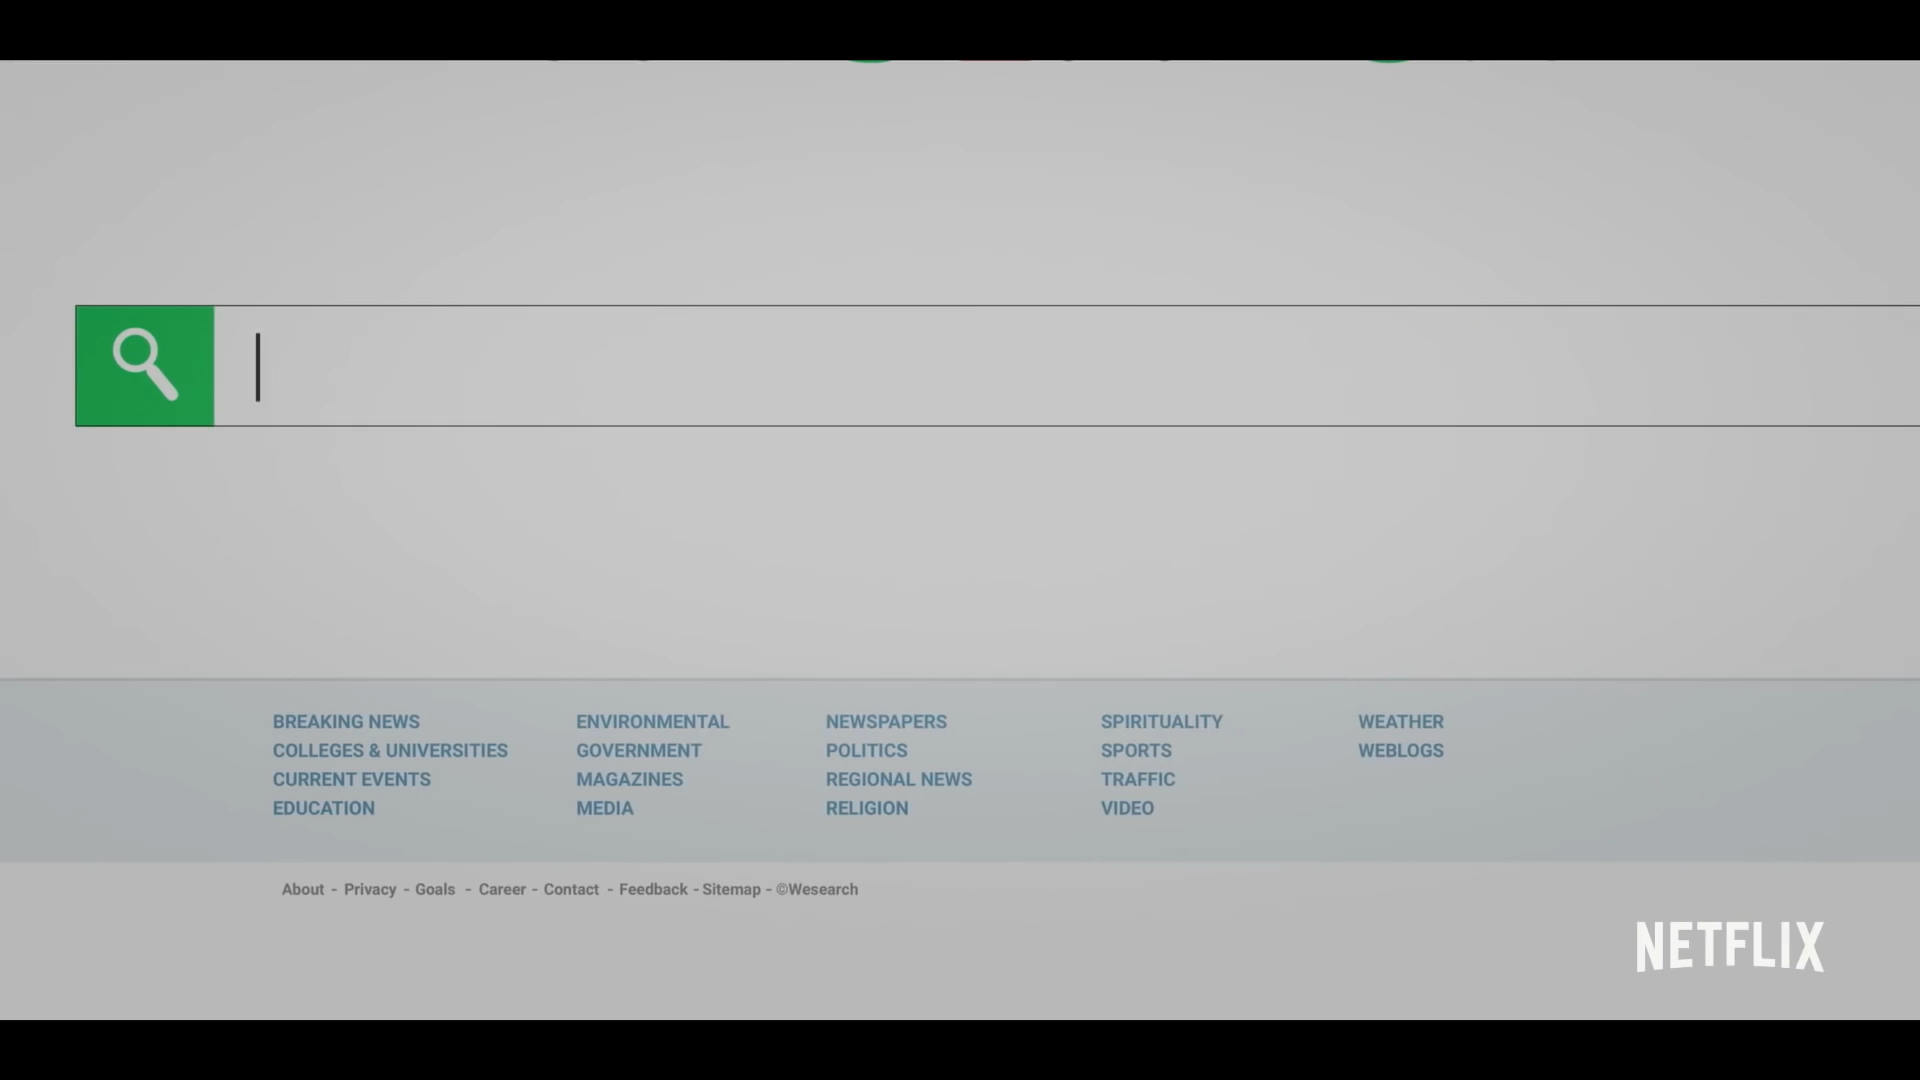 BREAKING NEWS
COLLEGES & UNIVERSITIES
CURRENT EVENTS
EDUCATION
ENVIRONMENTAL
GOVERNMENT
MAGAZINES
MEDIA
NEWSPAPERS
POLITICS
REGIONAL NEWS
RELIGION
SPIRITUALITY
SPORTS
TRAFFIC
VIDEO
WEATHER
WEBLOGS
About - Privacy - Goals - Career - Contact - Feedback - Sitemap - ©Wesearch
NETFLIX